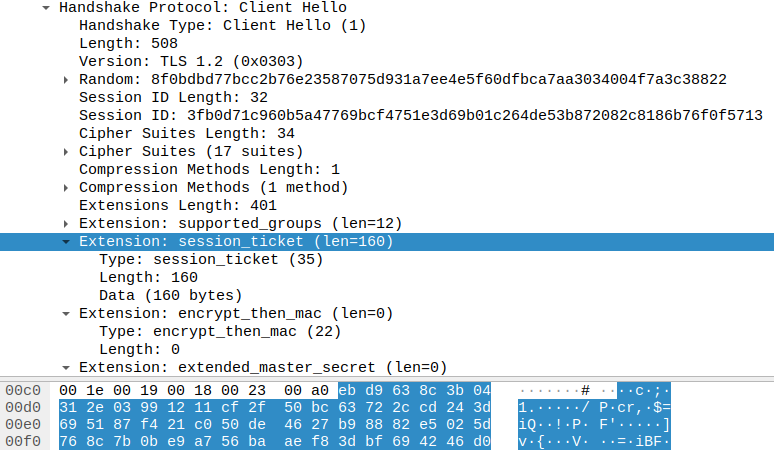 Handshake Protocol: Client Hello
Handshake Type: Client Hello (1)
Length: 508
Version: TLS 1.2 (0x0303)
Random: 8f0bdbd77bcc2b76e23587075d931a7ee4e5f60dfbca7aa3034004f7a3c38822
Session ID Length: 32
Session ID: 3fb0d71c960b5a47769bcf4751e3d69b01c264de53b872082c8186b76f0f5713
Cipher Suites Length: 34
Cipher Suites (17 suites)
Compression Methods Length: 1
Compression Methods (1 method)
Extensions Length: 401
Extension: supported_groups (len=12)
Extension: session_ticket (len=160)
Type: session_ticket (35)
Length: 160
Data (160 bytes)
Extension: encrypt_then_mac (len=0)
Type: encrypt_then_mac (22)
Length: 0
Extension: extended_master_secret (len=0)
00c0 00 1e 00 19 00 18 00 23 00 a0 eb d9 63 8c 3b 04 ·······# ····c·;·
00d0 31 2e 03 99 12 11 cf 2f 50 bc 63 72 2c cd 24 3d 1.·····/ P·cr,·$=
00e0 69 51 87 f4 21 c0 50 de 46 27 b9 88 82 e5 02 5d iQ··!·P· F'·····]
00f0 76 8c 7b 0b e9 a7 56 ba ae f8 3d bf 69 42 46 d0 v·{···V· ··=·iBF·